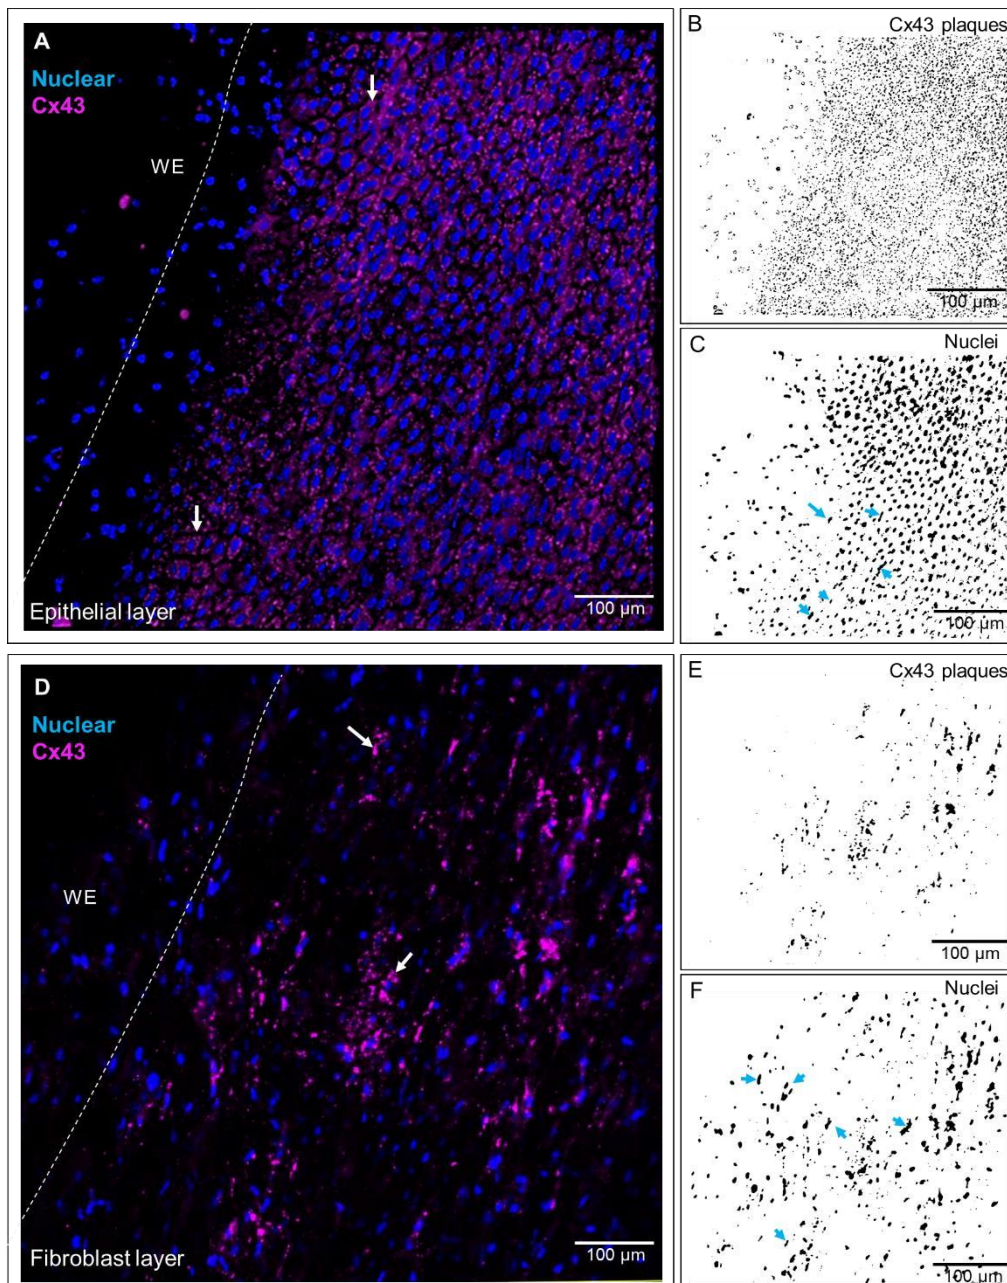 A
Nuclear
Cx43
WE
Epithelial layer
100 µm
B
Cx43 plaques
100 µm
C
Nuclei
100 µm
D
Nuclear
Cx43
WE
Fibroblast layer
100 µm
E
Cx43 plaques
100 µm
F
Nuclei
100 µm